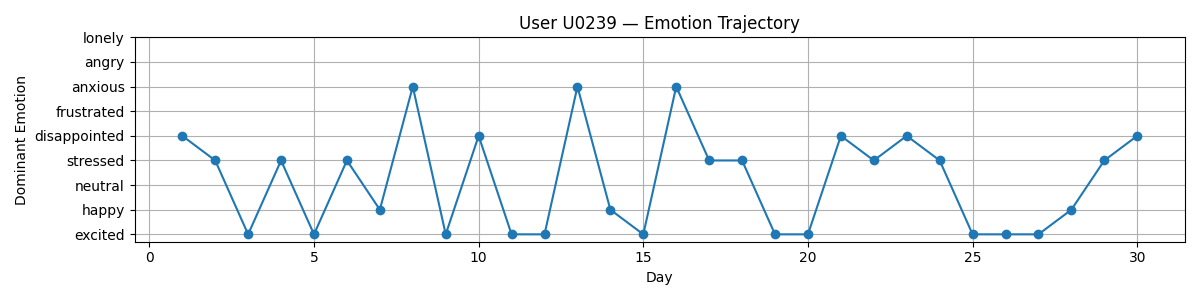 User U0239 — Emotion Trajectory
Dominant Emotion
lonely
angry
anxious
frustrated
disappointed
stressed
neutral
happy
excited
0 5 10 15 20 25 30
Day